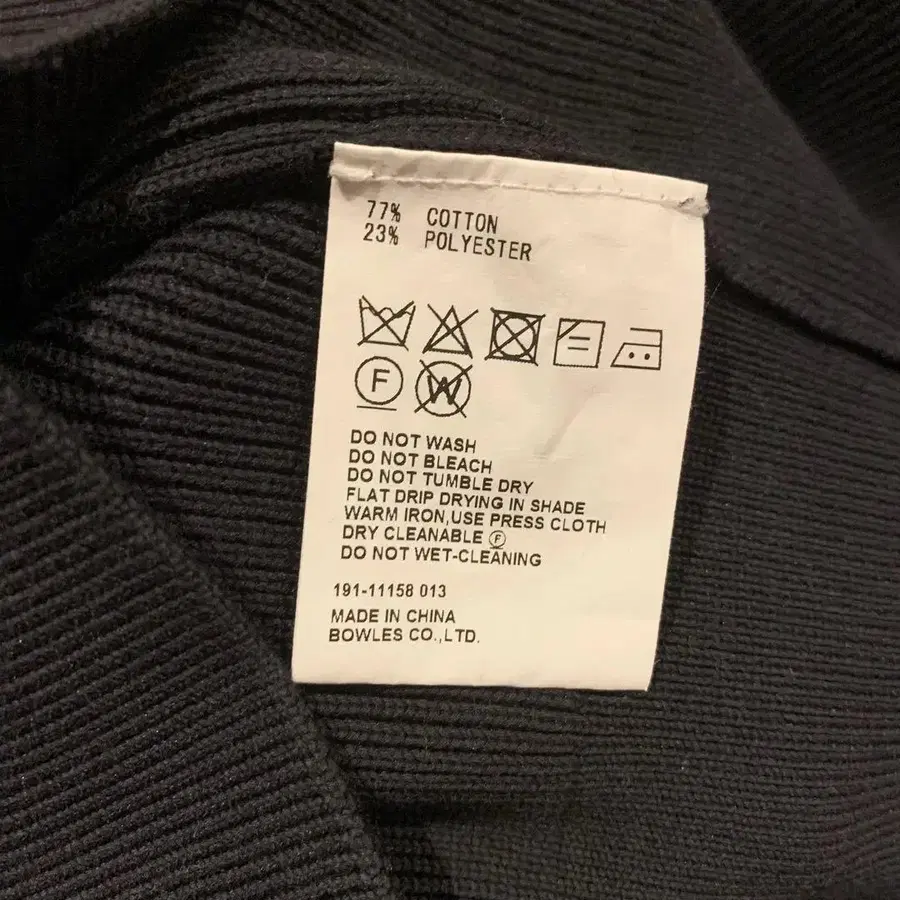 77% COTTON
23% POLYESTER
F W
DO NOT WASH
DO NOT BLEACH
DO NOT TUMBLE DRY
FLAT DRIP DRYING IN SHADE
WARM IRON,USE PRESS CLOTH
DRY CLEANABLE Ⓕ
DO NOT WET-CLEANING
191-11158 013
MADE IN CHINA
BOWLES CO.,LTD.